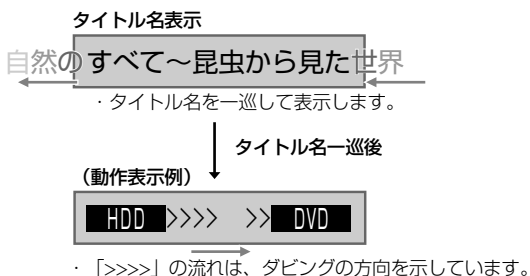 タイトル名表示
自然のすべて～昆虫から見た世界
・タイトル名を一巡して表示します。
タイトル名一巡後
（動作表示例）
HDD >>>> >> DVD
・「>>>>」の流れは、ダビングの方向を示しています。